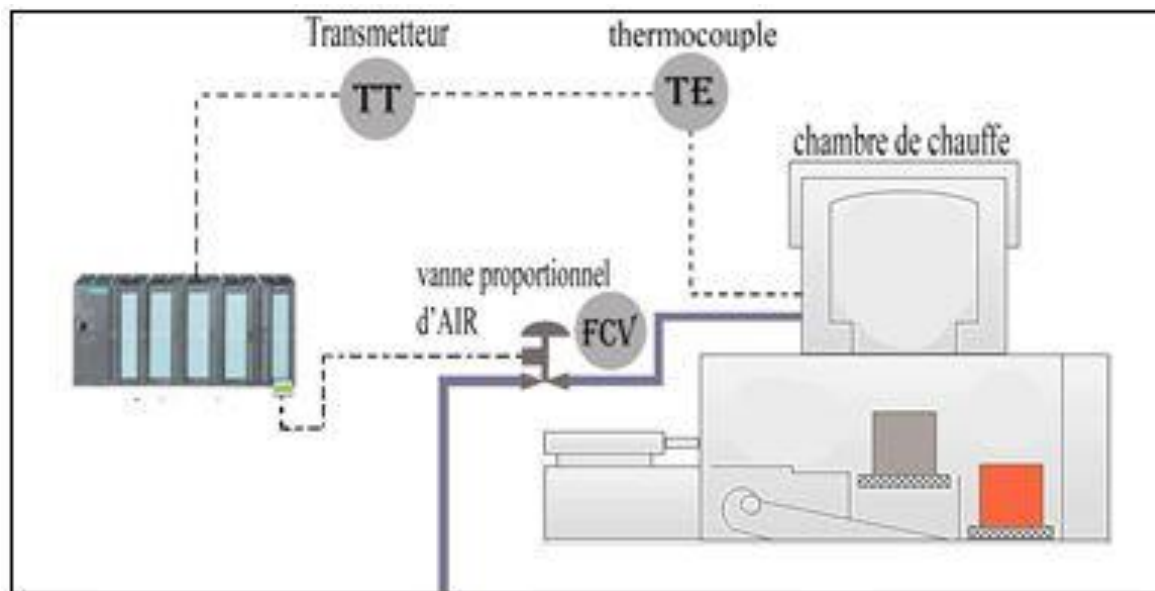 Transmetteur
thermocouple
TT
TE
chambre de chauffe
vanne proportionnel
d'AIR
FCV